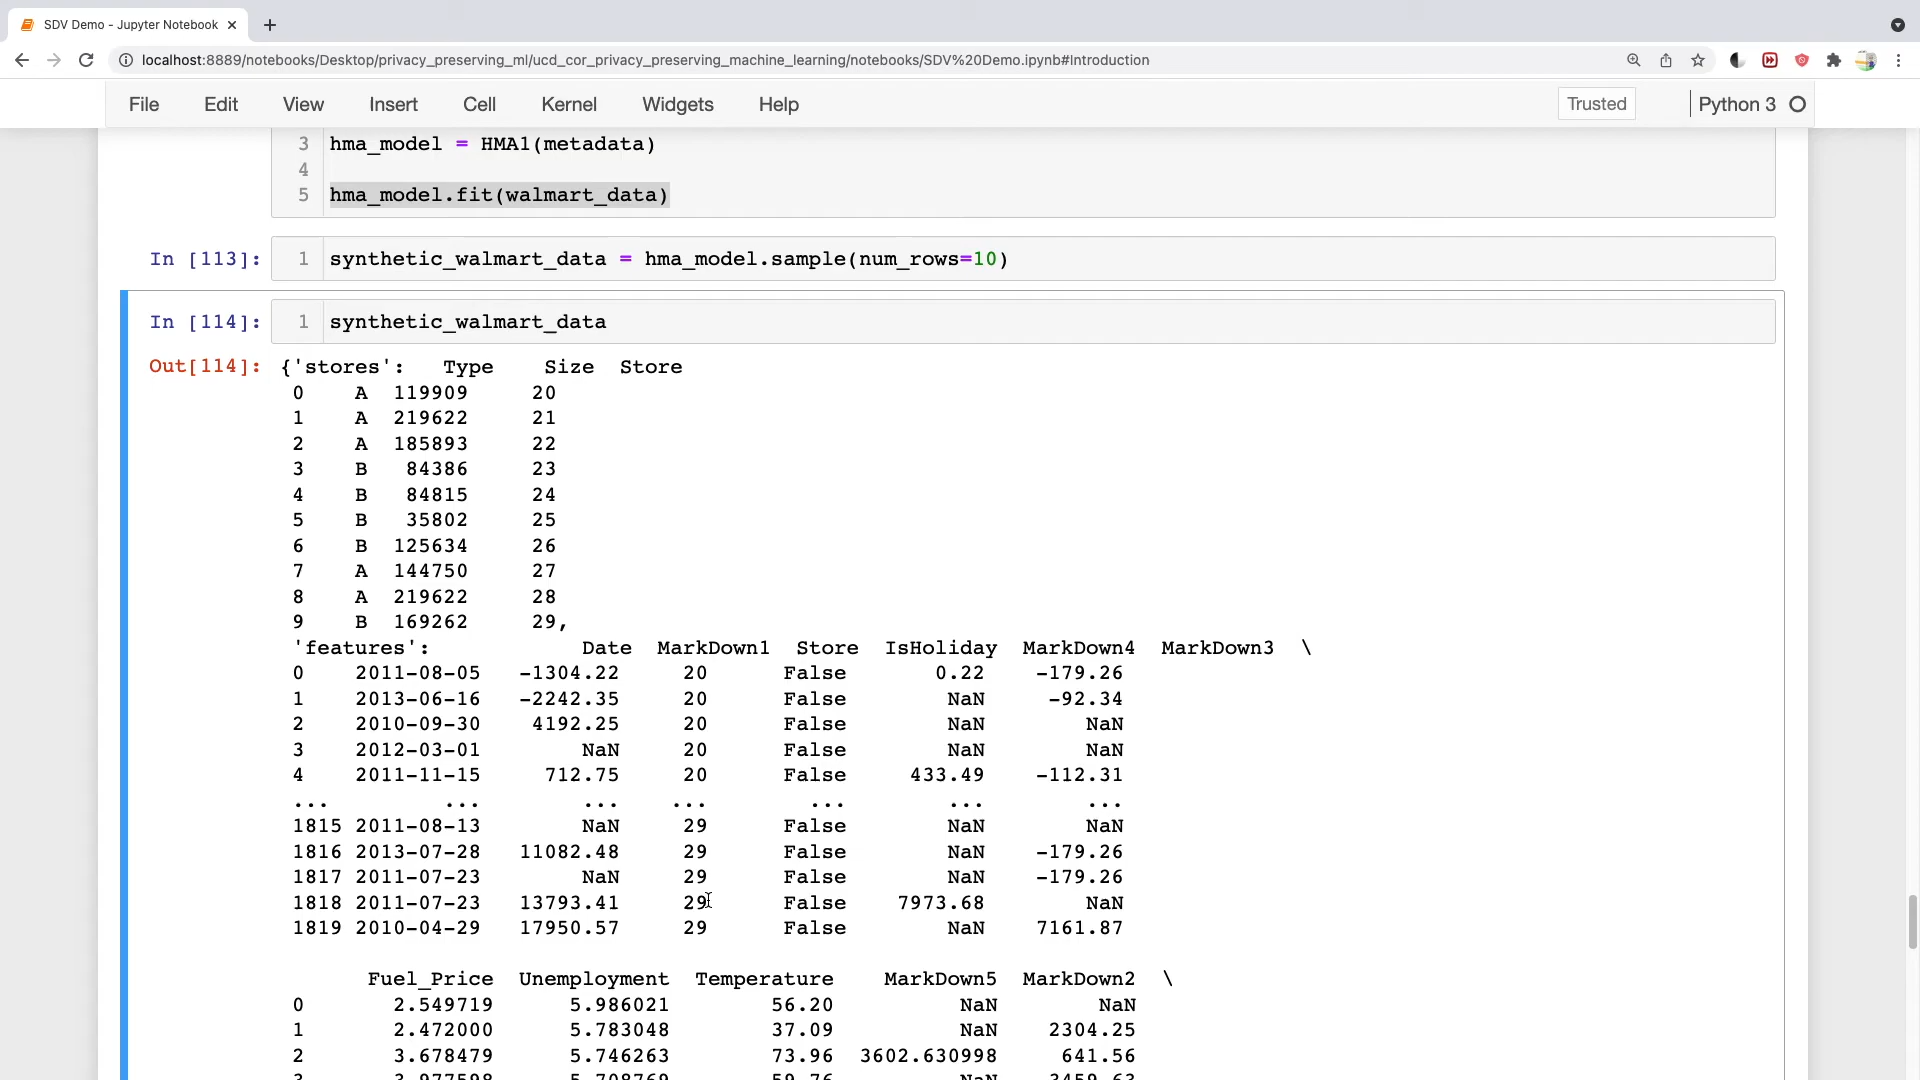 SDV Demo - Jupyter Notebook
localhost:8889/notebooks/Desktop/privacy_preserving_ml/ucd_cor_privacy_preserving_machine_learning/notebooks/SDV%20Demo.ipynb#Introduction
File Edit View Insert Cell Kernel Widgets Help Trusted Python 3
3 hma_model = HMA1(metadata)
4
5 hma_model.fit(walmart_data)
In [113]: 1 synthetic_walmart_data = hma_model.sample(num_rows=10)
In [114]: 1 synthetic_walmart_data
Out[114]: {'stores': Type Size Store
0 A 119909 20
1 A 219622 21
2 A 185893 22
3 B 84386 23
4 B 84815 24
5 B 35802 25
6 B 125634 26
7 A 144750 27
8 A 219622 28
9 B 169262 29,
'features': Date MarkDown1 Store IsHoliday MarkDown4 MarkDown3 \
0 2011-08-05 -1304.22 20 False 0.22 -179.26
1 2013-06-16 -2242.35 20 False NaN -92.34
2 2010-09-30 4192.25 20 False NaN NaN
3 2012-03-01 NaN 20 False NaN NaN
4 2011-11-15 712.75 20 False 433.49 -112.31
... ... ... ... ... ... ...
1815 2011-08-13 NaN 29 False NaN NaN
1816 2013-07-28 11082.48 29 False NaN -179.26
1817 2011-07-23 NaN 29 False NaN -179.26
1818 2011-07-23 13793.41 29 False 7973.68 NaN
1819 2010-04-29 17950.57 29 False NaN 7161.87
Fuel_Price Unemployment Temperature MarkDown5 MarkDown2 \
0 2.549719 5.986021 56.20 NaN NaN
1 2.472000 5.783048 37.09 NaN 2304.25
2 3.678479 5.746263 73.96 3602.630998 641.56
3 3.977598 5.708769 59.76 NaN 3459.63